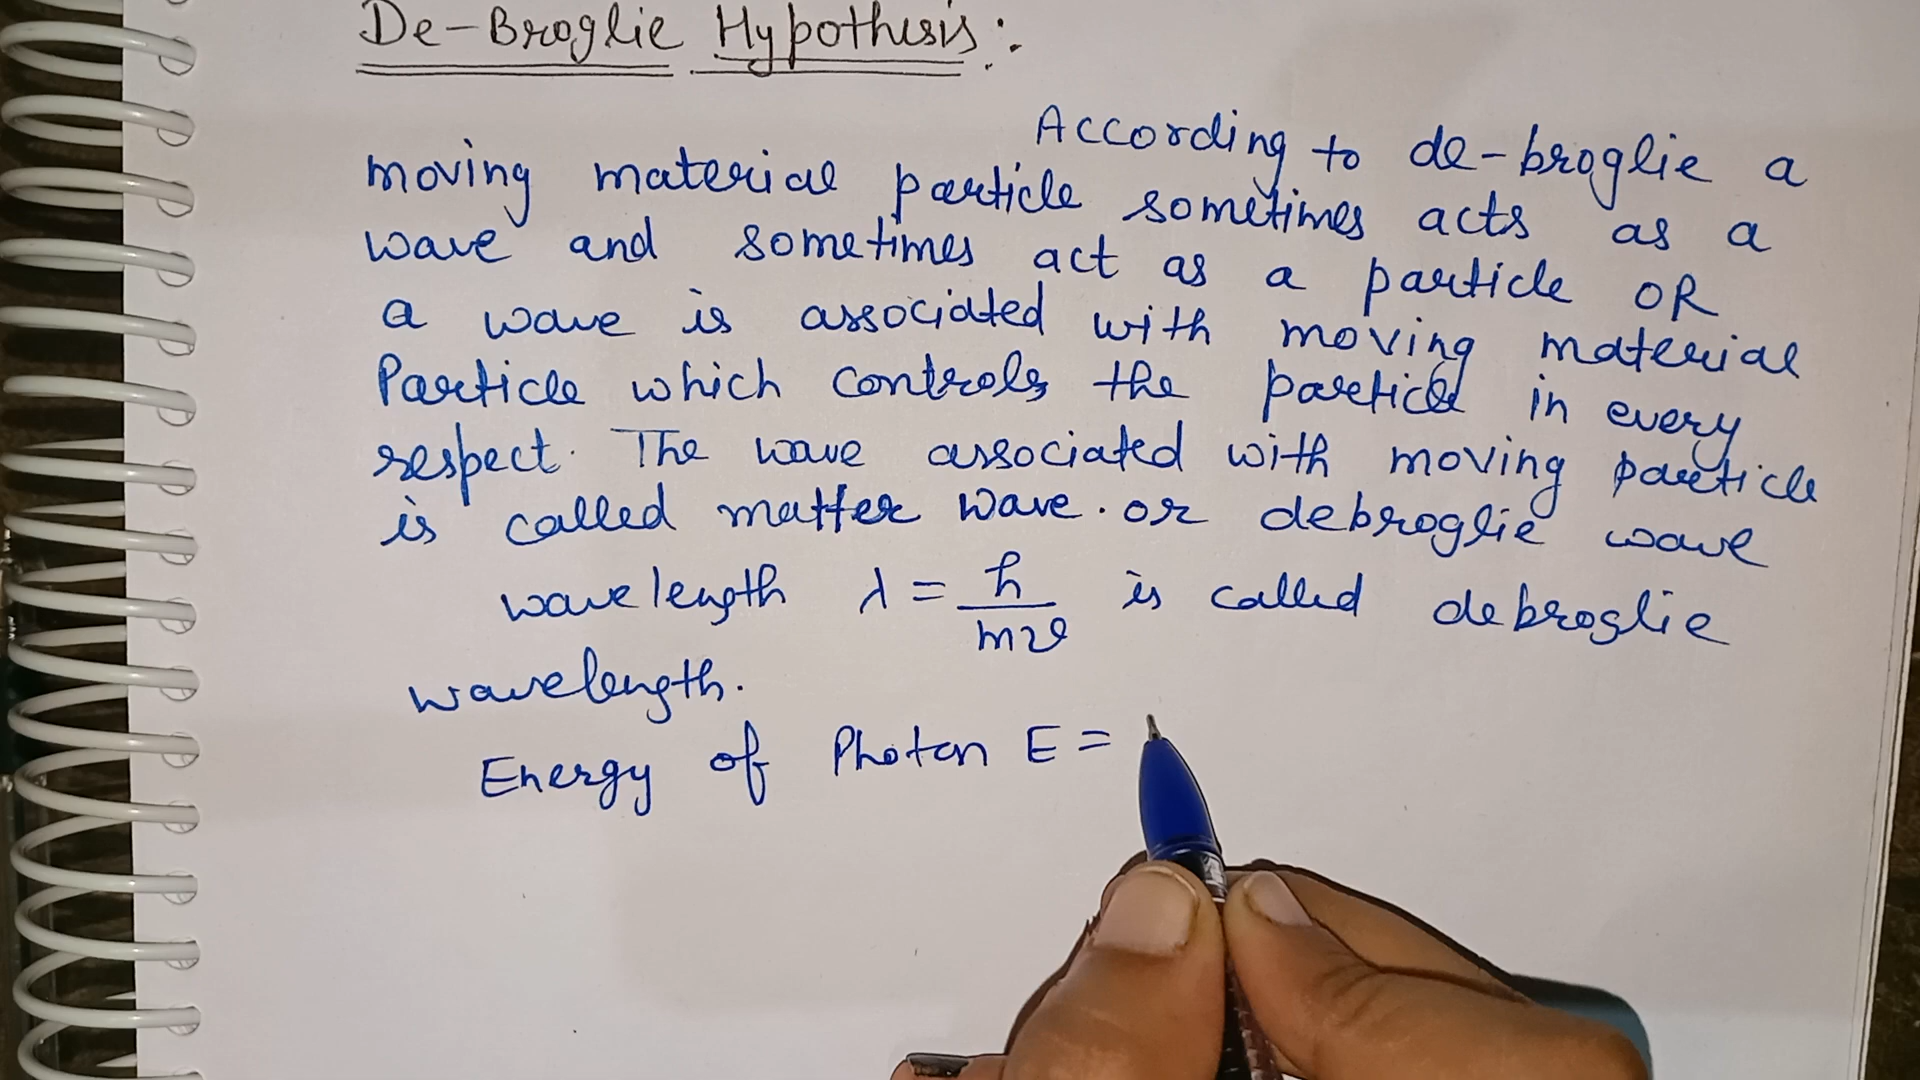 De-Broglie Hypothesis:
According to de-broglie a
moving material particle sometimes acts as a
wave and sometimes act as a particle OR
a wave is associated with moving material
Particle which controls the particle in every
respect. The wave associated with moving particle
is called matter wave. or debroglie wave
wavelength λ = h/mv is called debroglie
wavelength.
Energy of Photon E =